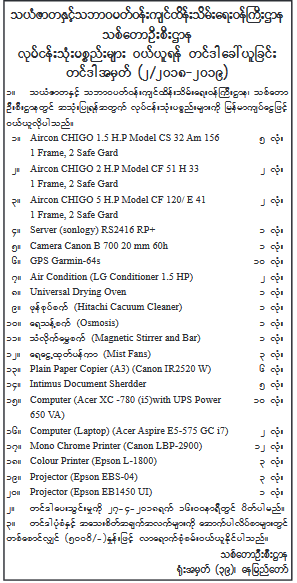 သယံဇာတနှင့်သဘာဝပတ်ဝန်းကျင်ထိန်းသိမ်းရေးဝန်ကြီးဌာန
သစ်တောဦးစီးဌာန
လုပ်ငန်းသုံးပစ္စည်းများ ဝယ်ယူရန် တင်ဒါခေါ်ယူခြင်း
တင်ဒါအမှတ် (၂/၂၀၁၈-၂၀၁၉)
၁။ သယံဇာတနှင့် သဘာဝပတ်ဝန်းကျင်ထိန်းသိမ်းရေးဝန်ကြီးဌာန၊ သစ်တော
ဦးစီးဌာနတွင် အသုံးပြုရန်အတွက် လုပ်ငန်းသုံးပစ္စည်းများကို မြန်မာကျပ်ငွေဖြင့်
ဝယ်ယူလိုပါသည်။
၁။ Aircon CHIGO 1.5 H.P Model CS 32 Am 156 ၅ လုံး
1 Frame, 2 Safe Gard
၂။ Aircon CHIGO 2 H.P Model CF 51 H 33 ၂ လုံး
1 Frame, 2 Safe Gard
၃။ Aircon CHIGO 5 H.P Model CF 120/ E 41 ၂ လုံး
1 Frame, 2 Safe Gard
၄။ Server (sonlogy) RS2416 RP+ ၁ လုံး
၅။ Camera Canon B 700 20 mm 60h ၁ လုံး
၆။ GPS Garmin-64s ၁၀ လုံး
၇။ Air Condition (LG Conditioner 1.5 HP) ၂ လုံး
၈။ Universal Drying Oven ၁ လုံး
၉။ ဖုန်စုပ်စက် (Hitachi Vacuum Cleaner) ၁ လုံး
၁၀။ ရေသန့်စက် (Osmosis) ၁ လုံး
၁၁။ သံလိုက်မွှေစက် (Magnastic Stirrer and Bar) ၁ လုံး
၁၂။ ရေငွေ့ထုတ်ပန်ကာ (Mist Fans) ၃ လုံး
၁၃။ Plain Paper Copier (A3) (Canon IR2520 W) ၆ လုံး
၁၄။ Intimus Document Sherdder ၅ လုံး
၁၅။ Computer (Acer XC -780 (i5)with UPS Power ၁၀ လုံး
650 VA)
၁၆။ Computer (Laptop) (Acer Aspire E5-575 GC i7) ၂ လုံး
၁၇။ Mono Chrome Printer (Canon LBP-2900) ၁၂ လုံး
၁၈။ Colour Printer (Epson L-1800) ၃ လုံး
၁၉။ Projector (Epson EBS-04) ၃ လုံး
၂၀။ Projector (Epson EB1450 UI) ၁ လုံး
၂။ တင်ဒါပေးသွင်းမှုကို ၂၇-၄-၂၀၁၈ရက် ၁၆း၀၀နာရီတွင် ပိတ်ပါမည်။
၃။ တင်ဒါပုံစံနှင့် အသေးစိတ်အချက်အလက်များကို အောက်ပါလိပ်စာများတွင်
တစ်စောင်လျှင် (၅၀၀၀ိ/-)နှုန်းဖြင့် လာရောက်စုံစမ်းဝယ်ယူနိုင်ပါသည်။
သစ်တောဦးစီးဌာန
ရုံးအမှတ် (၃၉)၊ နေပြည်တော်